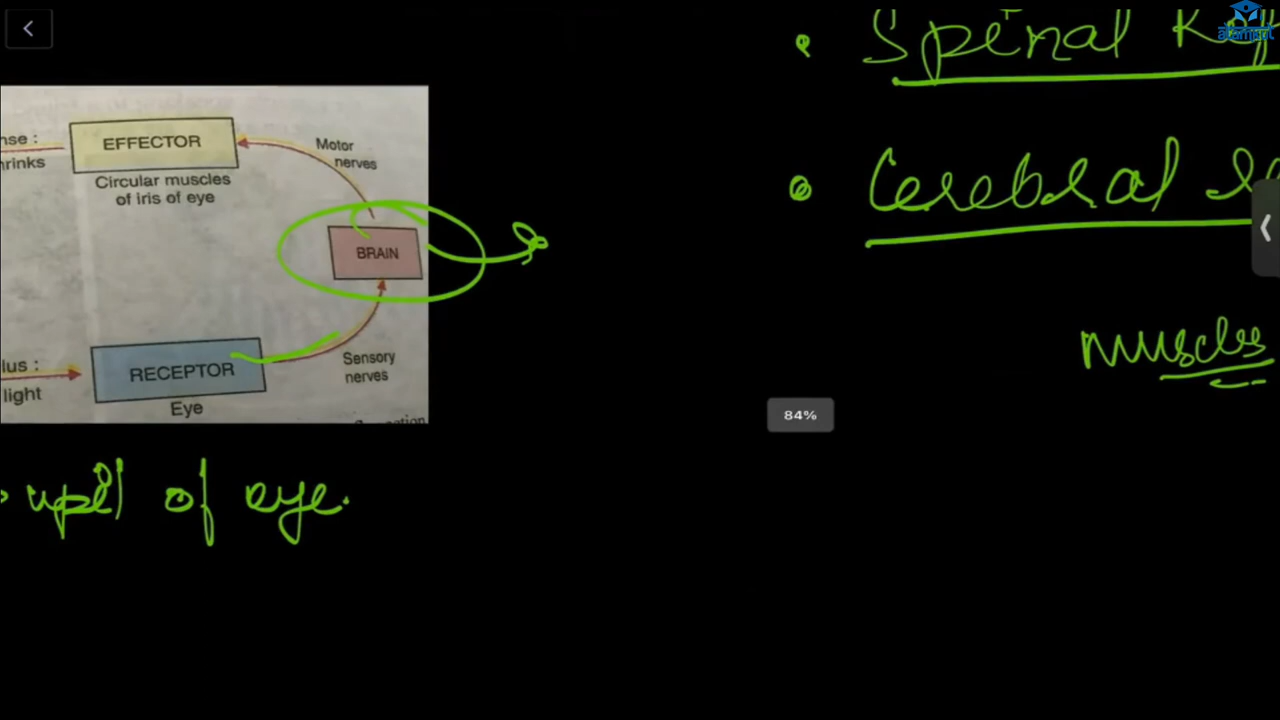 Spinal
nse :
hrinks
EFFECTOR
Motor
nerves
Circular muscles
of iris of eye
Cerebral
BRAIN
muscles
lus :
light
RECEPTOR
Sensory
nerves
Eye
84%
upil of eye.